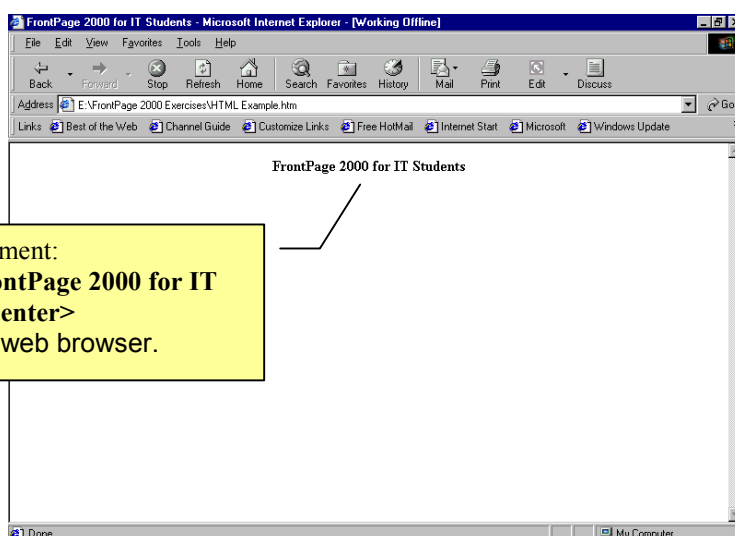 FrontPage 2000 for IT Students - Microsoft Internet Explorer - [Working Offline]
File Edit View Favorites Tools Help
Back Forward Stop Refresh Home Search Favorites History Mail Print Edit Discuss
Address E:\FrontPage 2000 Exercises\HTML Example.htm Go
Links Best of the Web Channel Guide Customize Links Free HotMail Internet Start Microsoft Windows Update
FrontPage 2000 for IT Students
ment:
ontPage 2000 for IT
enter>
web browser.
Done My Computer